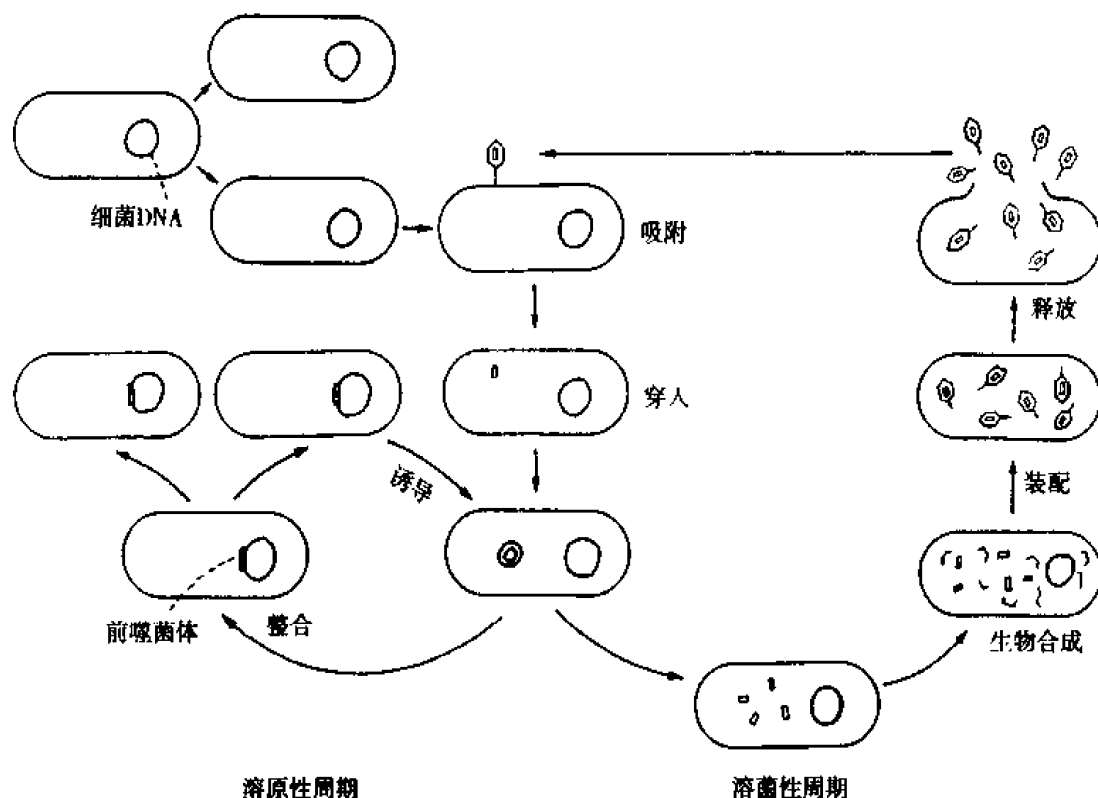 细菌DNA
吸附
释放
穿入
诱导
装配
前噬菌体
整合
生物合成
溶原性周期
溶菌性周期